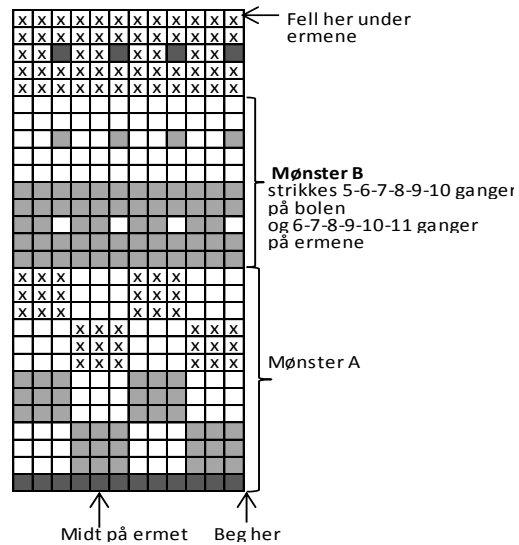 Fell her under
ermene
Mønster B
strikkes 5-6-7-8-9-10 ganger
på bolen
og 6-7-8-9-10-11 ganger
på ermene
Mønster A
Midt på ermet
Beg her